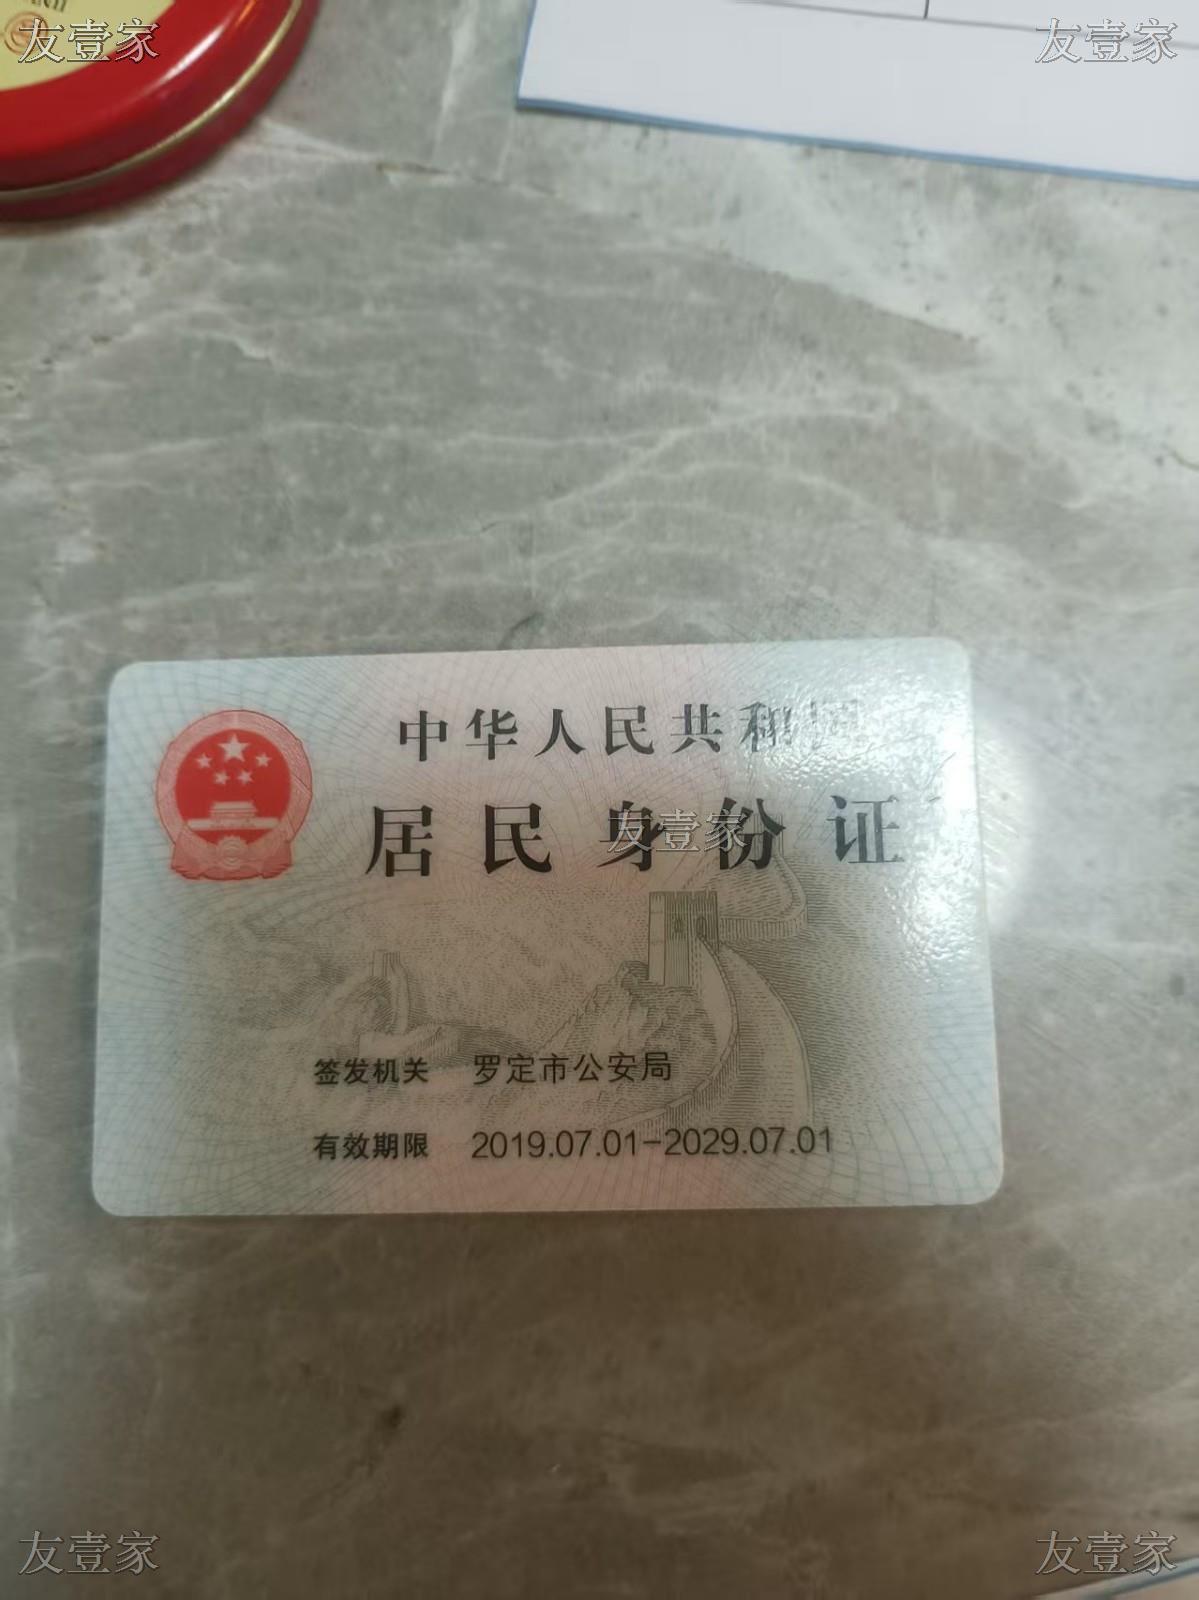 友壹家
友壹家
中华人民共和国
居民身份证
友壹家
签发机关 罗定市公安局
有效期限 2019.07.01-2029.07.01
友壹家
友壹家